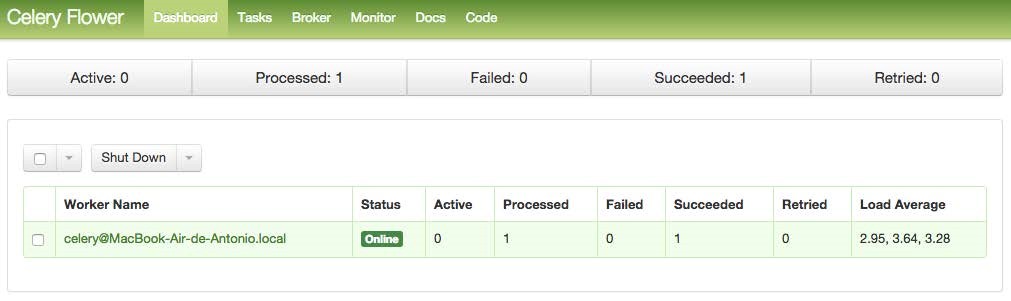 Celery Flower Dashboard Tasks Broker Monitor Docs Code
Active: 0 Processed: 1 Failed: 0 Succeeded: 1 Retried: 0
Shut Down
Worker Name Status Active Processed Failed Succeeded Retried Load Average
celery@MacBook-Air-de-Antonio.local Online 0 1 0 1 0 2.95, 3.64, 3.28